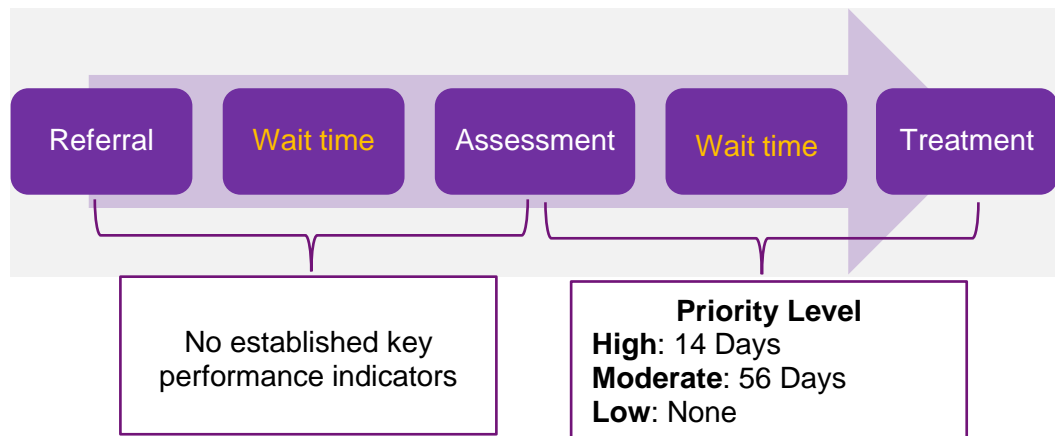 Referral
Wait time
Assessment
Wait time
Treatment
No established key
performance indicators
Priority Level
High: 14 Days
Moderate: 56 Days
Low: None